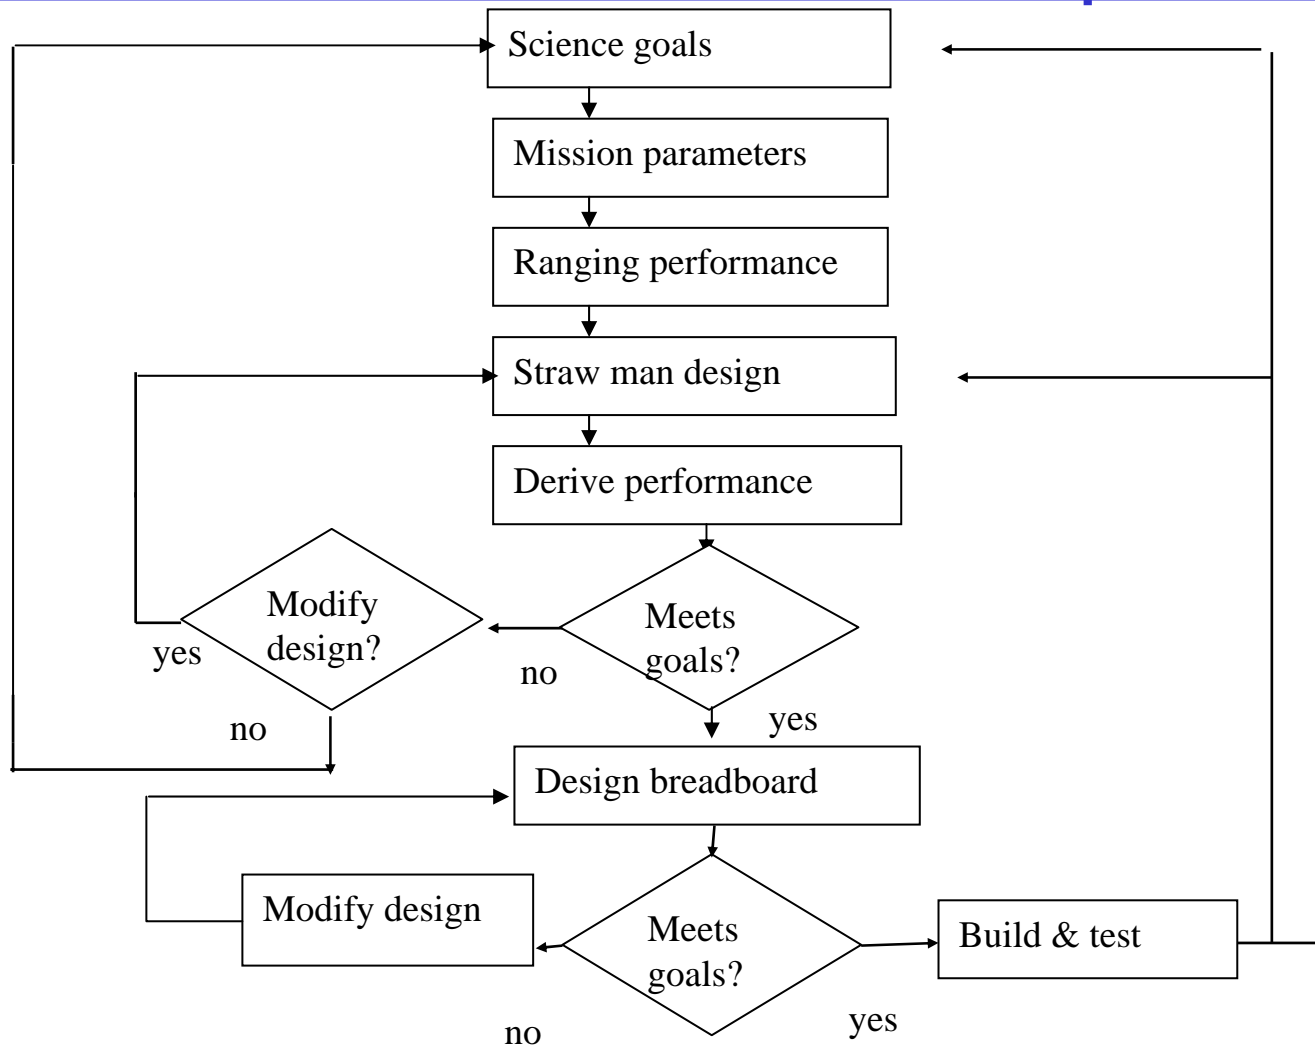 Science goals
Mission parameters
Ranging performance
Straw man design
Derive performance
Modify
design?
Meets
goals?
yes
no
no
yes
Design breadboard
Modify design
Meets
goals?
Build & test
no
yes